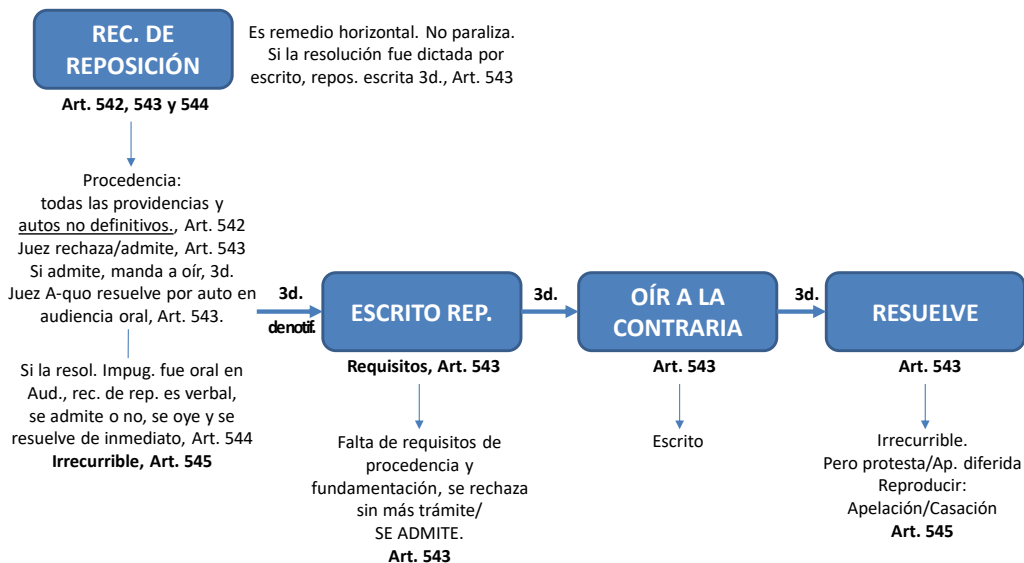 REC. DE
REPOSICIÓN
Art. 542, 543 y 544
Es remedio horizontal. No paraliza.
Si la resolución fue dictada por
escrito, repos. escrita 3d., Art. 543
Procedencia:
todas las providencias y
autos no definitivos., Art. 542
Juez rechaza/admite, Art. 543
Si admite, manda a oír, 3d.
Juez A-quo resuelve por auto en
audiencia oral, Art. 543.
Si la resol. Impug. fue oral en
Aud., rec. de rep. es verbal,
se admite o no, se oye y se
resuelve de inmediato, Art. 544
Irrecurrible, Art. 545
3d.
de notif.
ESCRITO REP.
Requisitos, Art. 543
Falta de requisitos de
procedencia y
fundamentación, se rechaza
sin más trámite/
SE ADMITE.
Art. 543
3d.
OÍR A LA
CONTRARIA
Art. 543
Escrito
3d.
RESUELVE
Art. 543
Irrecurrible.
Pero protesta/Ap. diferida
Reproducir:
Apelación/Casación
Art. 545